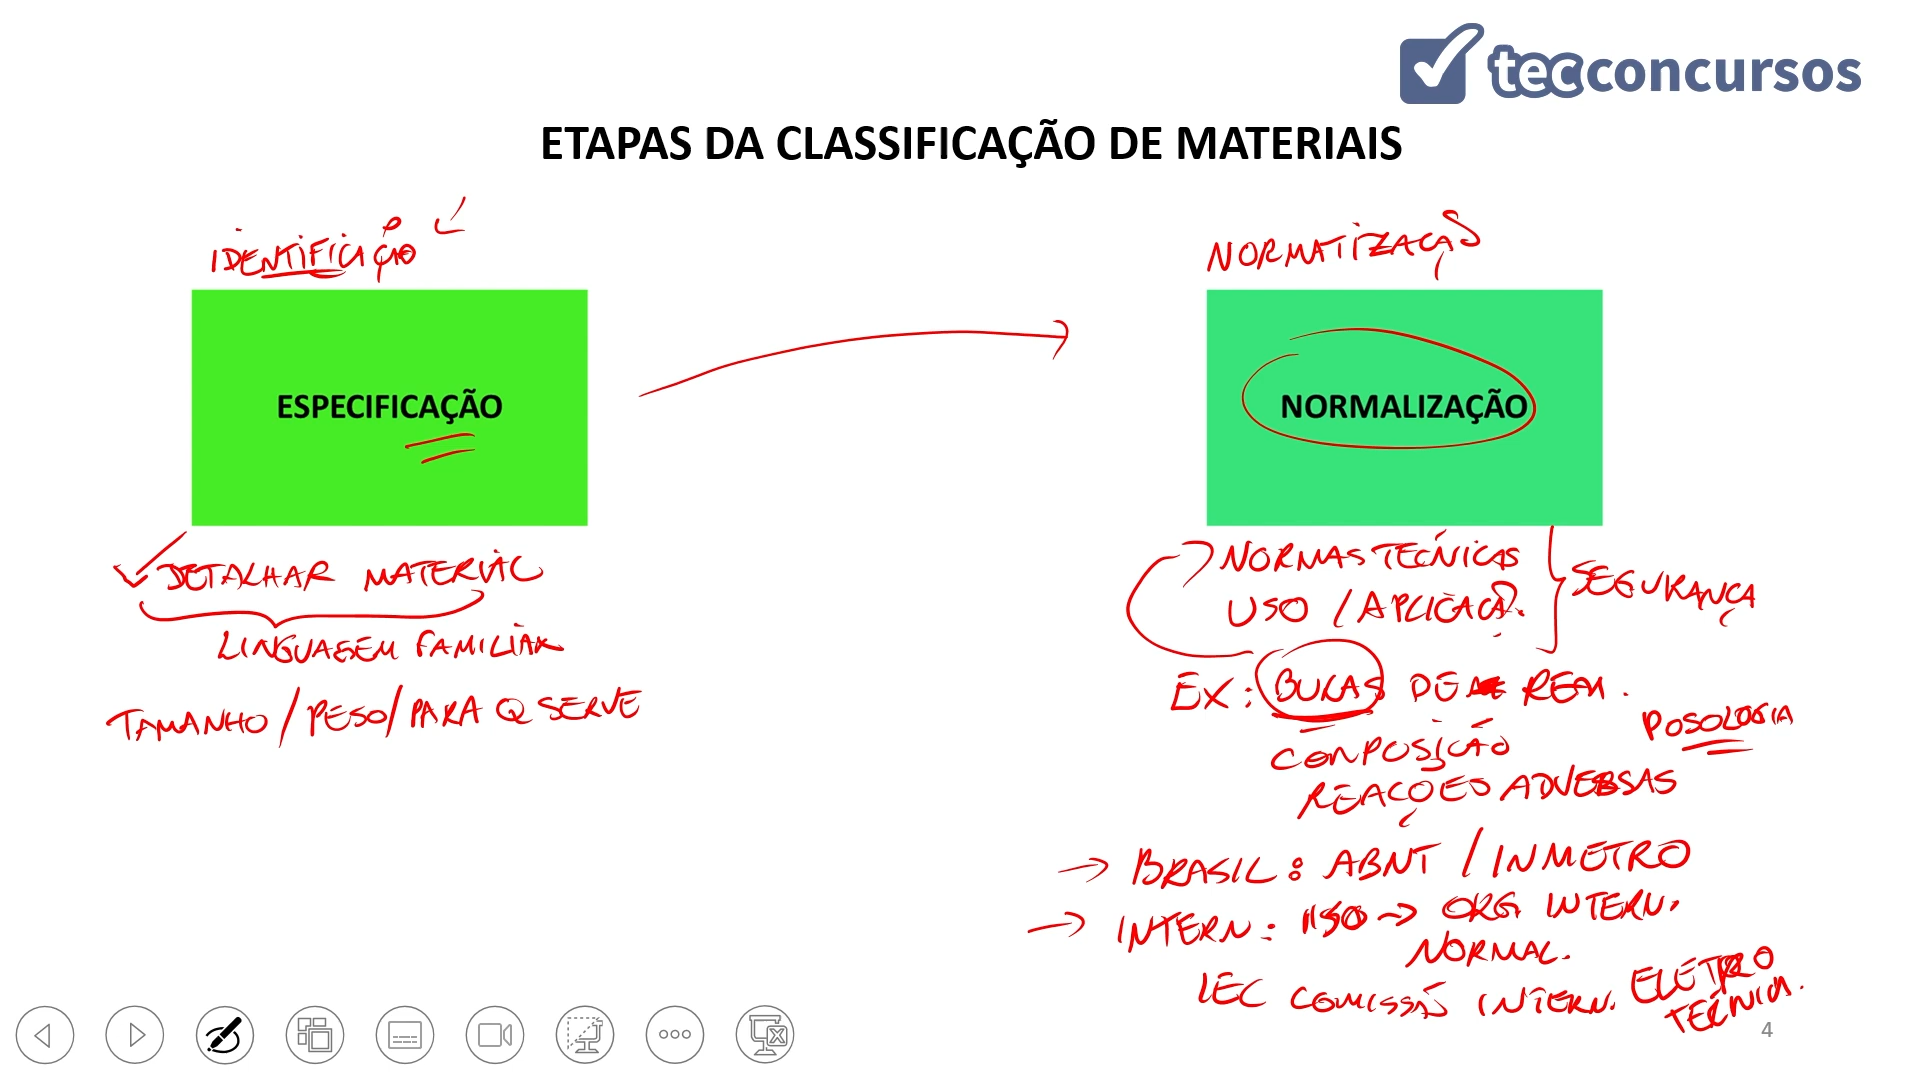 tecconcursos
ETAPAS DA CLASSIFICAÇÃO DE MATERIAIS
IDENTIFICAÇÃO
ESPECIFICAÇÃO
DETALHAR MATERIAL
LINGUAGEM FAMILIAR
TAMANHO / PESO / PARA Q SERVE
NORMATIZAÇÃO
NORMALIZAÇÃO
NORMAS TÉCNICAS
USO / APLICAÇÃO.
SEGURANÇA
EX: BULAS DE REM.
POSOLOGIA
COMPOSIÇÃO
REAÇÕES ADVERSAS
→ BRASIL: ABNT / INMETRO
→ INTERN: ISO → ORG. INTERN.
NORMAL.
IEC COMISSÃO INTERN. ELETRO
TÉCNICA.
4